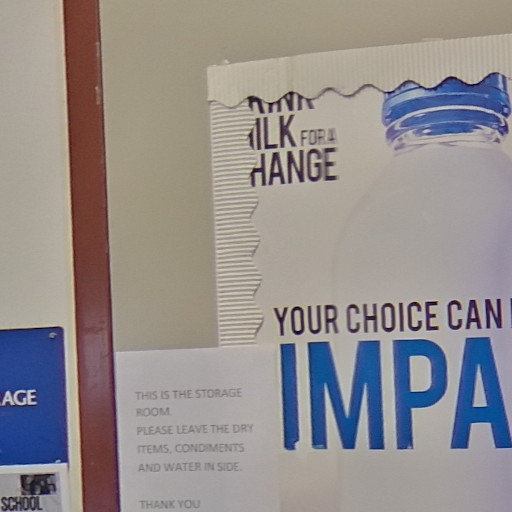 ILK FOR A
HANGE
YOUR CHOICE CAN
IMPA
AGE
THIS IS THE STORAGE
ROOM.
PLEASE LEAVE THE DRY
ITEMS, CONDIMENTS
AND WATER IN SIDE.
THANK YOU
SCHOOL